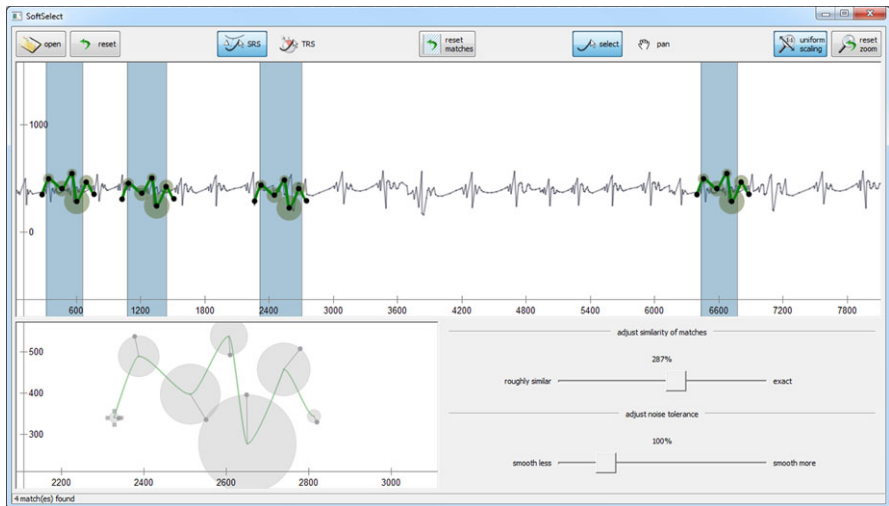 SoftSelect
open reset SRS TRS reset matches select pan uniform scaling reset zoom
1000
0
600 1200 1800 2400 3000 3600 4200 4800 5400 6000 6600 7200 7800
adjust similarity of matches
287%
roughly similar exact
adjust noise tolerance
100%
smooth less smooth more
500
400
300
2200 2400 2600 2800 3000
4 match(es) found